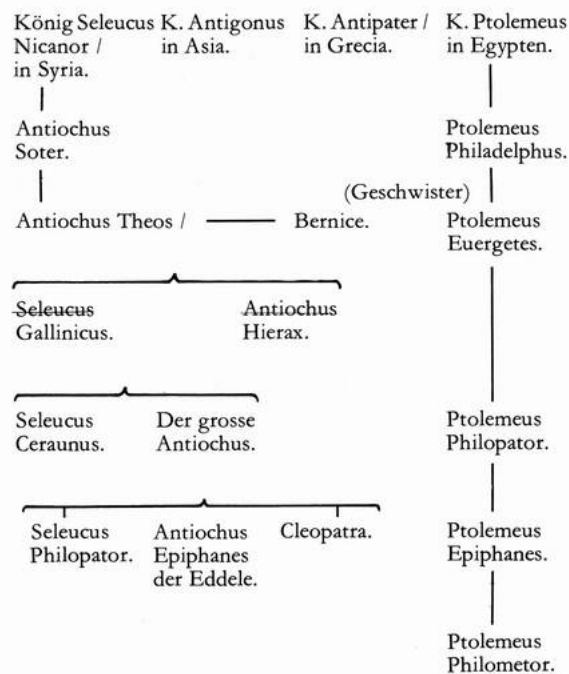 König Seleucus K. Antigonus K. Antipater / K. Ptolemeus
Nicanor / in Asia. in Grecia. in Egypten.
in Syria.
Antiochus Ptolemeus
Soter. Philadelphus.
(Geschwister)
Antiochus Theos / Bernice. Ptolemeus
Euergetes.
Seleucus Antiochus
Gallinicus. Hierax.
Seleucus Der grosse Ptolemeus
Ceraunus. Antiochus. Philopator.
Seleucus Antiochus Cleopatra. Ptolemeus
Philopator. Epiphanes Epiphanes.
der Eddele.
Ptolemeus
Philometor.